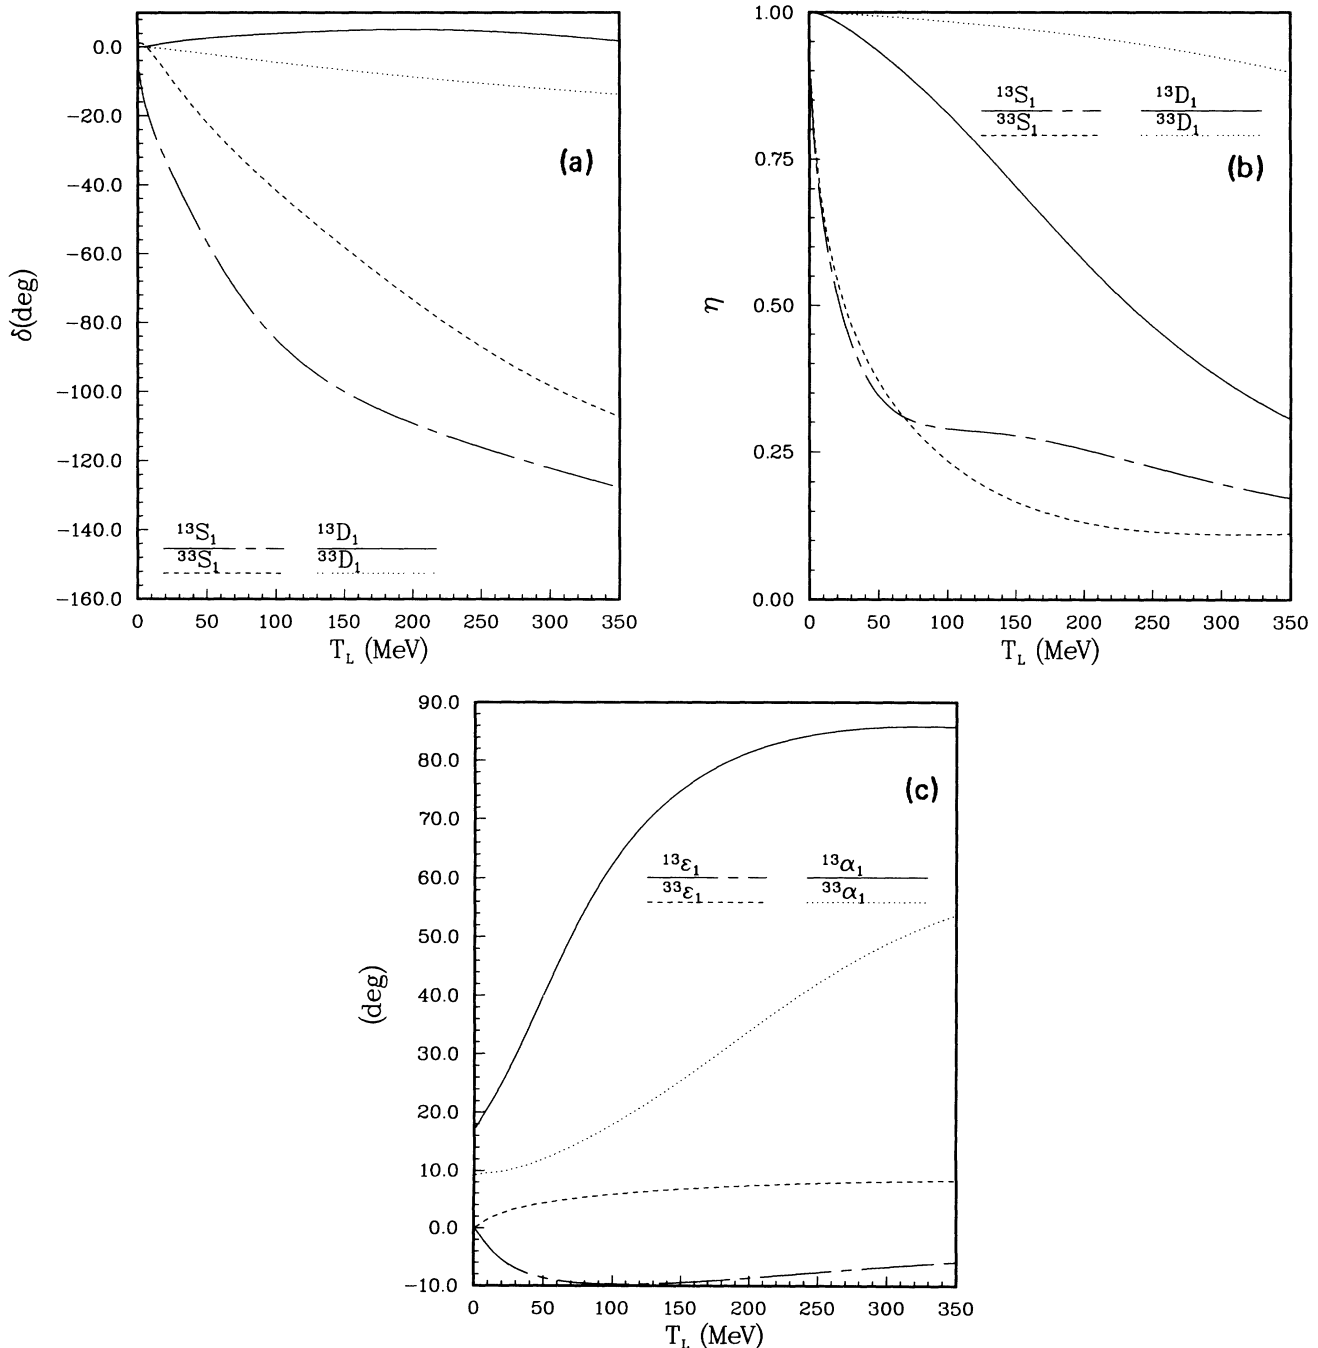 0.0
−20.0
−40.0
−60.0
−80.0
−100.0
−120.0
−140.0
−160.0
δ(deg)
(a)
¹³S₁ ¹³D₁
³³S₁ ³³D₁
0 50 100 150 200 250 300 350
T_L (MeV)
1.00
0.75
0.50
0.25
0.00
η
¹³S₁ ¹³D₁
³³S₁ ³³D₁
(b)
0 50 100 150 200 250 300 350
T_L (MeV)
90.0
80.0
70.0
60.0
50.0
40.0
30.0
20.0
10.0
0.0
−10.0
(deg)
(c)
¹³ε₁ ¹³α₁
³³ε₁ ³³α₁
0 50 100 150 200 250 300 350
T_L (MeV)